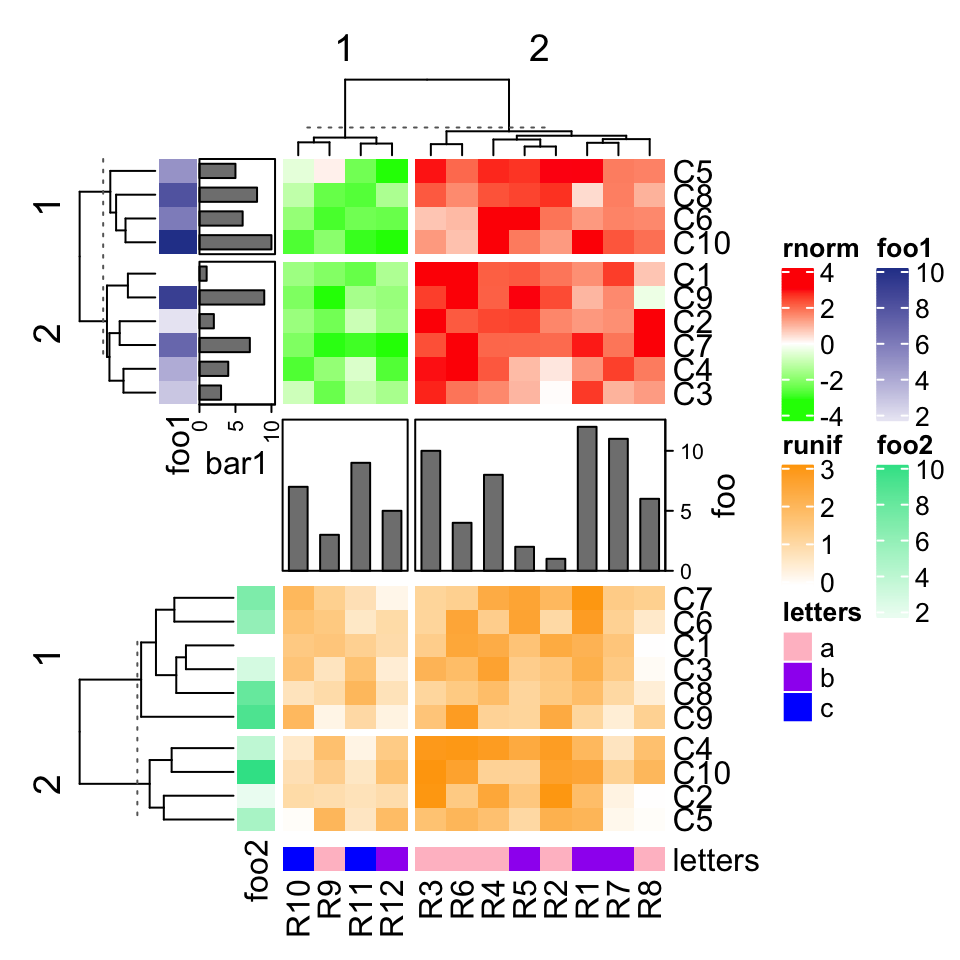 1 2
1
C5
C8
C6
C10
2
C1
C9
C2
C7
C4
C3
foo1
0 5 10
bar1
10
5
0
foo
1
C7
C6
C1
C3
C8
C9
2
C4
C10
C2
C5
foo2
letters
R10 R9 R11 R12 R3 R6 R4 R5 R2 R1 R7 R8
rnorm
4
2
0
-2
-4
foo1
10
8
6
4
2
runif
3
2
1
0
foo2
10
8
6
4
2
letters
a
b
c